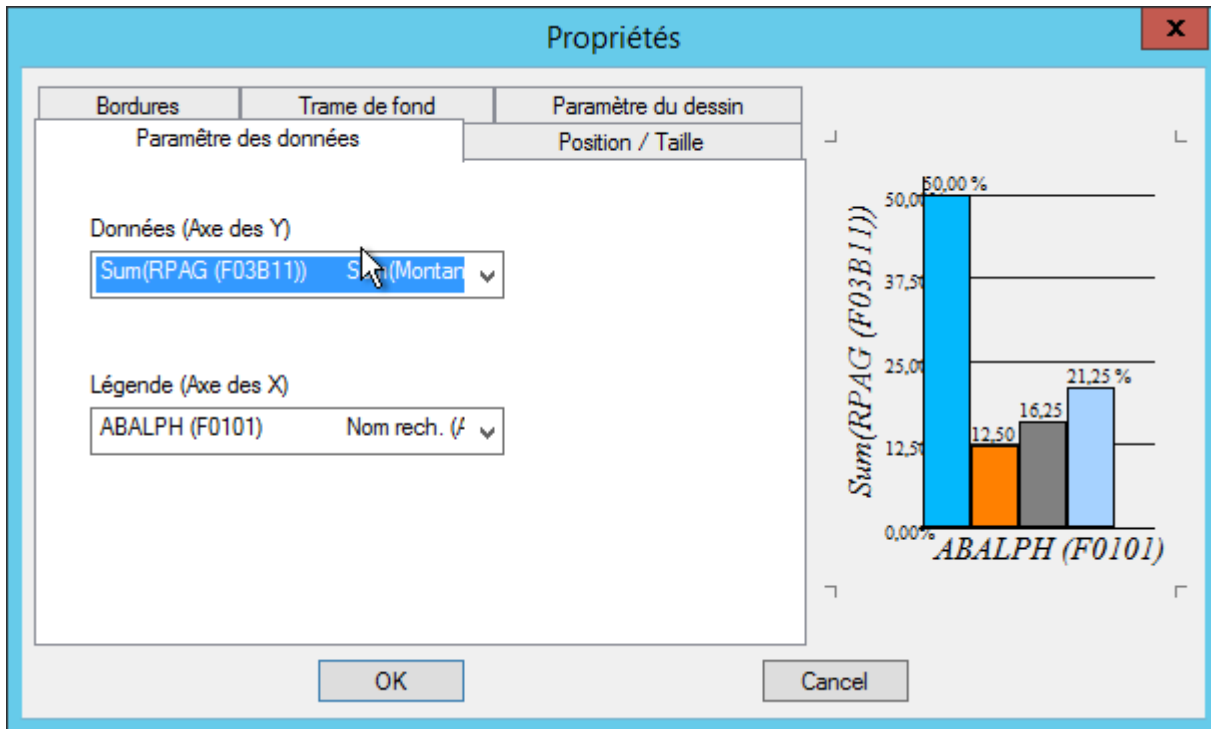 Propriétés
x
Bordures
Trame de fond
Paramètre du dessin
Paramêtre des données
Position / Taille
Données (Axe des Y)
Sum(RPAG (F03B11))
Légende (Axe des X)
ABALPH (F0101) Nom rech. (A
OK
Cancel
Sum(RPAG (F03B11))
50,00 %
50,0
37,5
25,0
21,25 %
16,25
12,50
12,5
0,00%
ABALPH (F0101)